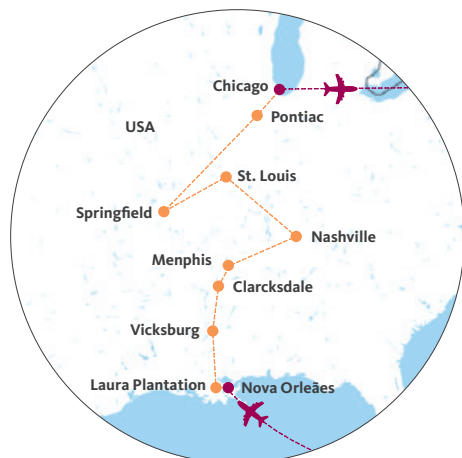 Chicago
Pontiac
USA
St. Louis
Springfield
Nashville
Menphis
Clarcksdale
Vicksburg
Laura Plantation
Nova Orleães